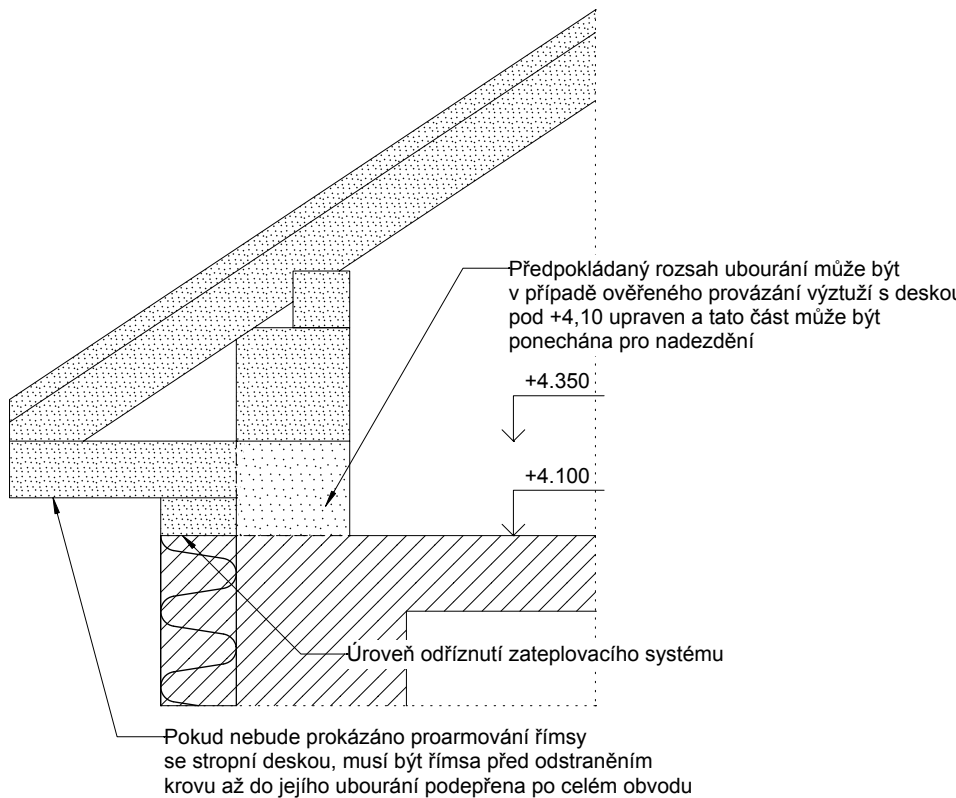 Předpokládaný rozsah ubourání může být
v případě ověřeného provázání výztuží s deskou
pod +4,10 upraven a tato část může být
ponechána pro nadezdění
+4.350
+4.100
Úroveň odříznutí zateplovacího systému
Pokud nebude prokázáno proarmování římsy
se stropní deskou, musí být římsa před odstraněním
krovu až do jejího ubourání podepřena po celém obvodu